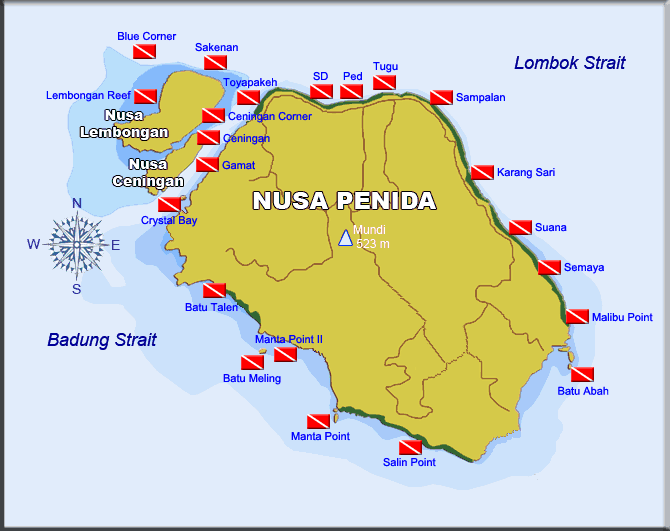 Blue Corner
Sakenan
Lombok Strait
Tugu
SD
Ped
Toyapakeh
Lembongan Reef
Sampalan
Nusa
Lembongan
Ceningan Corner
Ceningan
Gamat
Nusa
Ceningan
Karang Sari
NUSA PENIDA
N
W
E
S
Crystal Bay
Mundi
523 m
Suana
Semaya
Batu Talen
Malibu Point
Badung Strait
Manta Point II
Batu Meling
Batu Abah
Manta Point
Salin Point